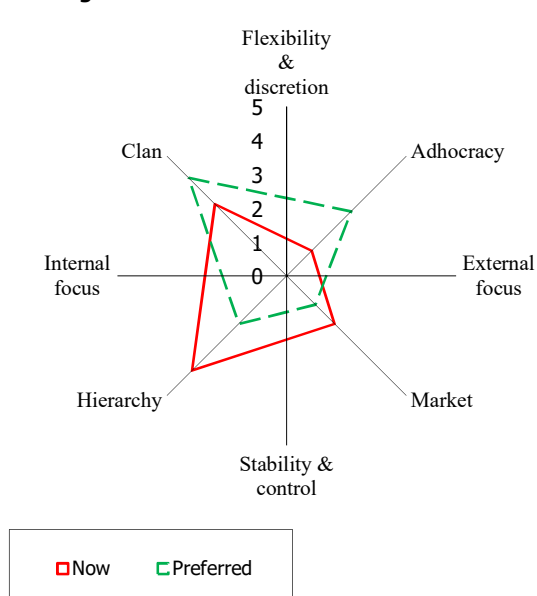 Flexibility
&
discretion
5
4
3
2
1
0
Clan
Adhocracy
Internal
focus
External
focus
Hierarchy
Market
Stability &
control
Now
Preferred